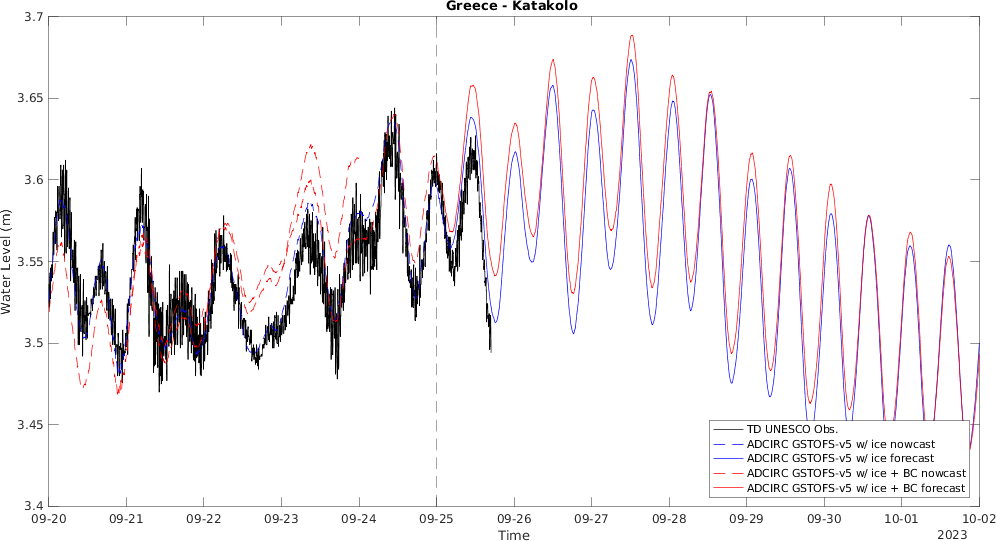 Greece - Katakolo
3.7
3.65
3.6
3.55
3.5
3.45
3.4
Water Level (m)
TD UNESCO Obs.
ADCIRC GSTOFS-v5 w/ ice nowcast
ADCIRC GSTOFS-v5 w/ ice forecast
ADCIRC GSTOFS-v5 w/ ice + BC nowcast
ADCIRC GSTOFS-v5 w/ ice + BC forecast
09-20 09-21 09-22 09-23 09-24 09-25 09-26 09-27 09-28 09-29 09-30 10-01 10-02
Time
2023